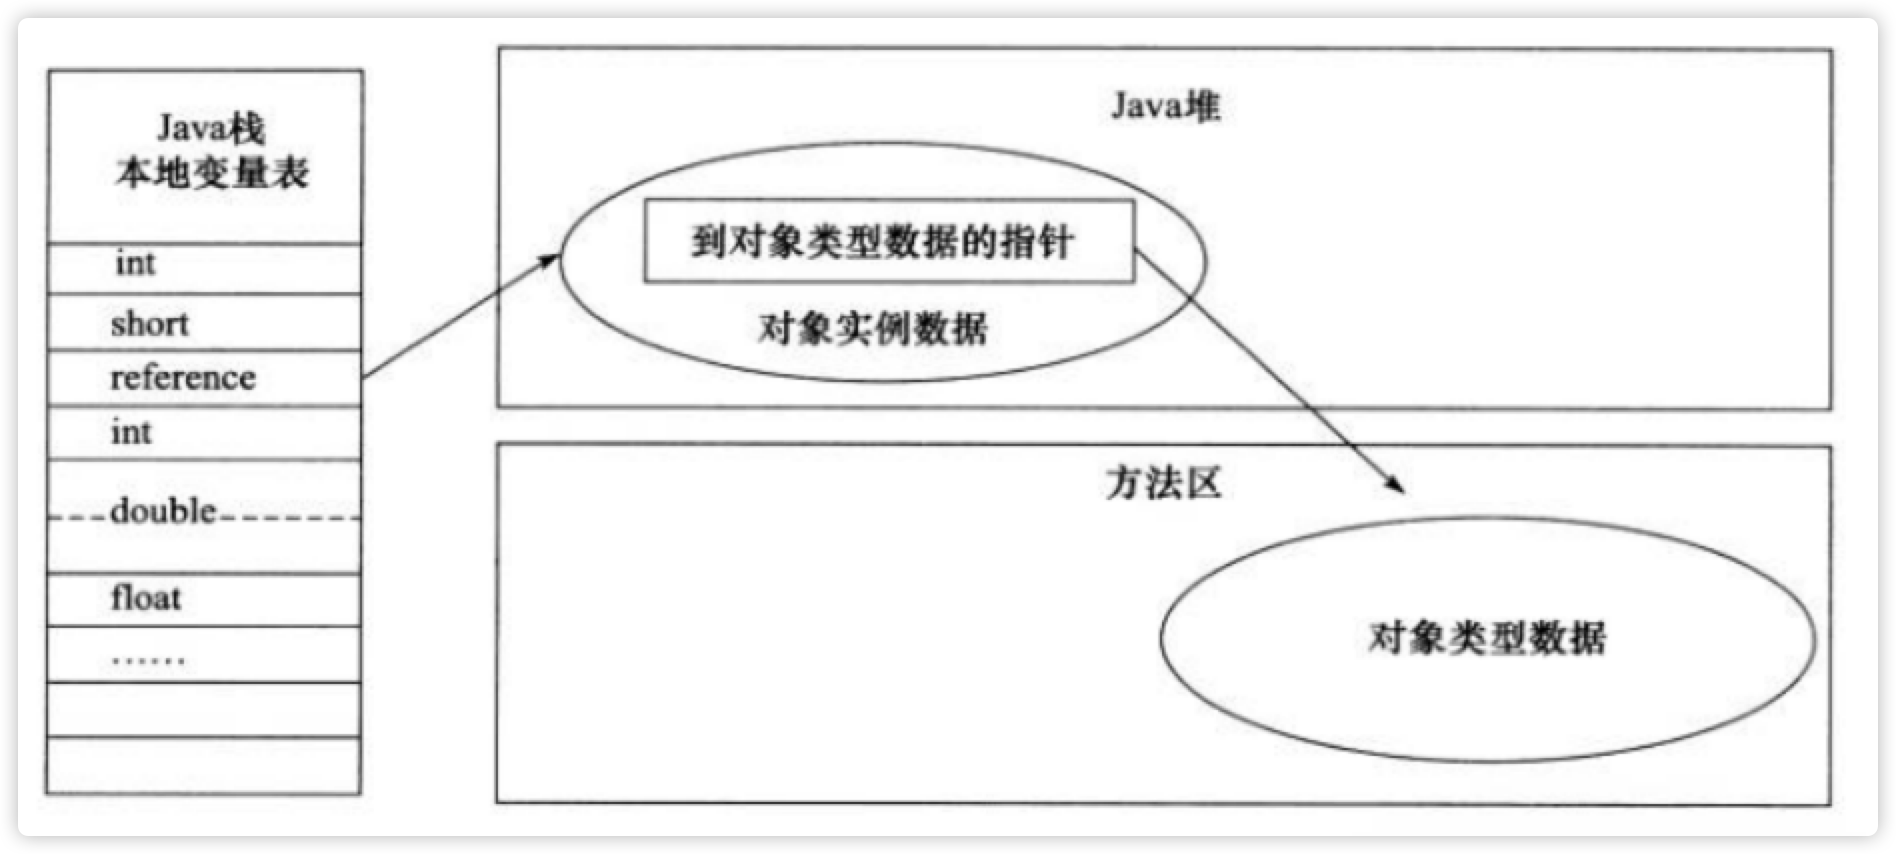 Java栈
本地变量表
int
short
reference
int
double
float
……
Java堆
到对象类型数据的指针
对象实例数据
方法区
对象类型数据